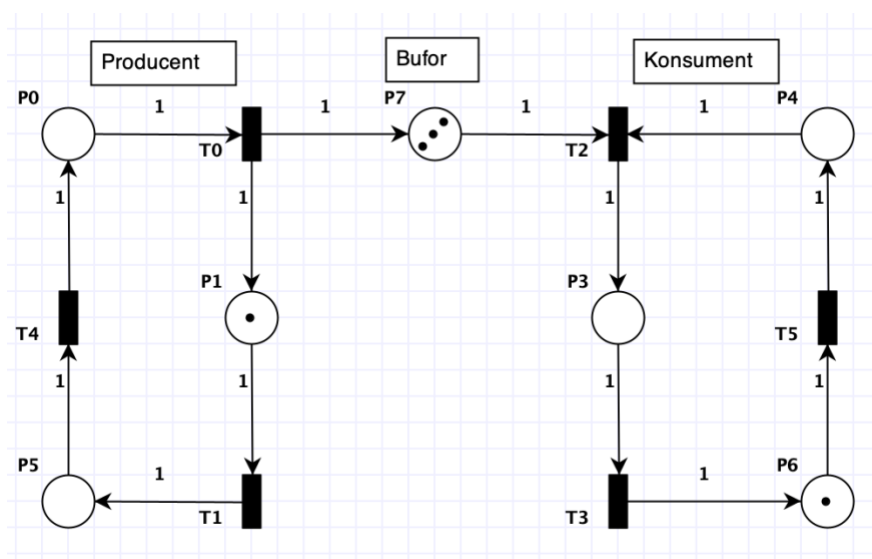 Producent
Bufor
Konsument
P0
1
1
P7
1
1
P4
T0
T2
1
1
1
1
P1
P3
T4
T5
1
1
1
1
P5
1
1
P6
T1
T3